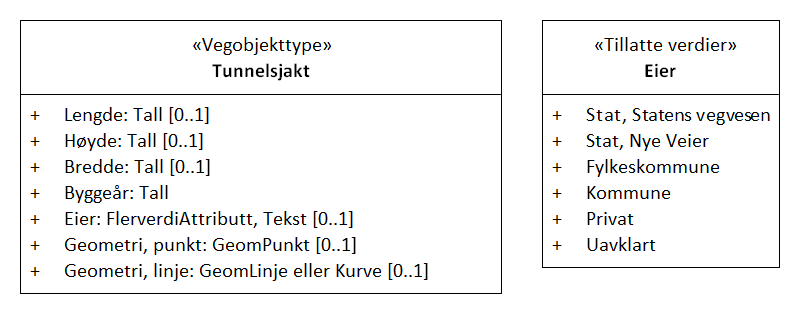 «Vegobjekttype»
Tunnelsjakt
+ Lengde: Tall [0..1]
+ Høyde: Tall [0..1]
+ Bredde: Tall [0..1]
+ Byggeår: Tall
+ Eier: FlerverdiAttributt, Tekst [0..1]
+ Geometri, punkt: GeomPunkt [0..1]
+ Geometri, linje: GeomLinje eller Kurve [0..1]
«Tillatte verdier»
Eier
+ Stat, Statens vegvesen
+ Stat, Nye Veier
+ Fylkeskommune
+ Kommune
+ Privat
+ Uavklart